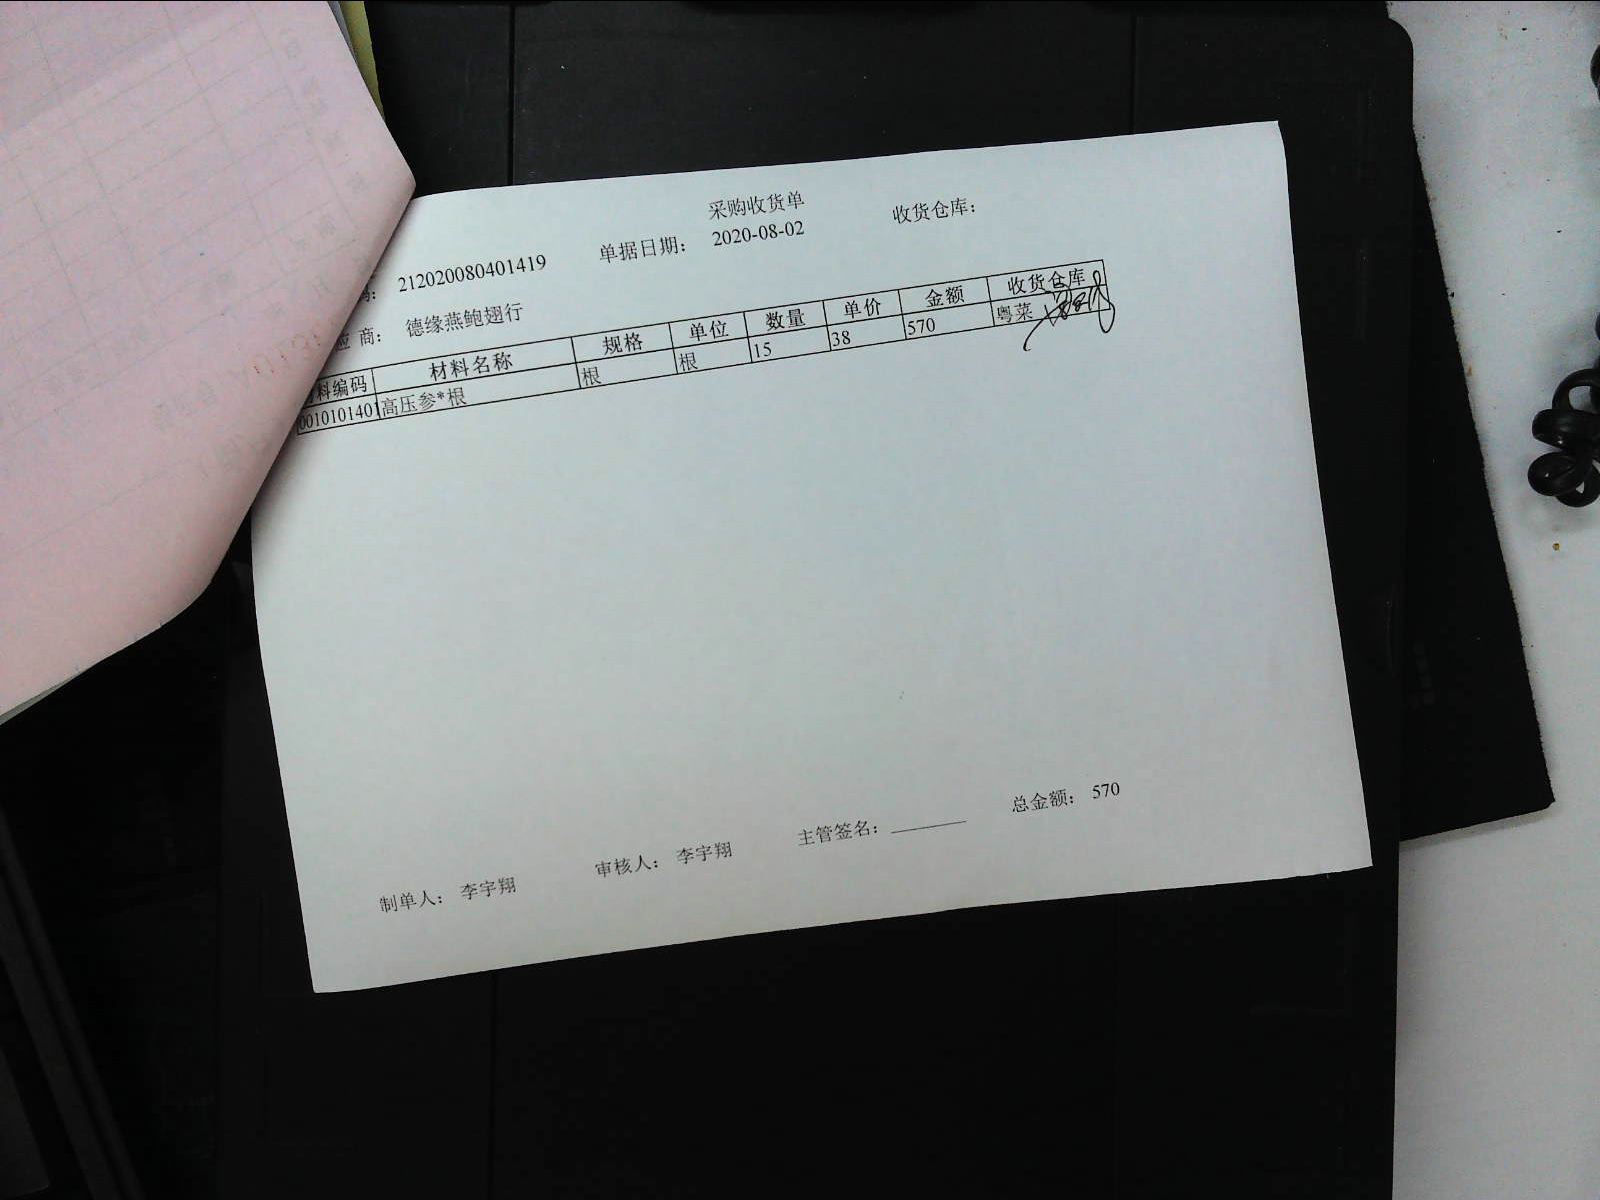 采购收货单
码： 212020080401419 单据日期： 2020-08-02 收货仓库：
应 商： 德缘燕鲍翅行
料编码 材料名称 规格 单位 数量 单价 金额 收货仓库
001010140 高压参*根 根 根 15 38 570 粤菜
总金额： 570
制单人： 李宇翔 审核人： 李宇翔 主管签名：